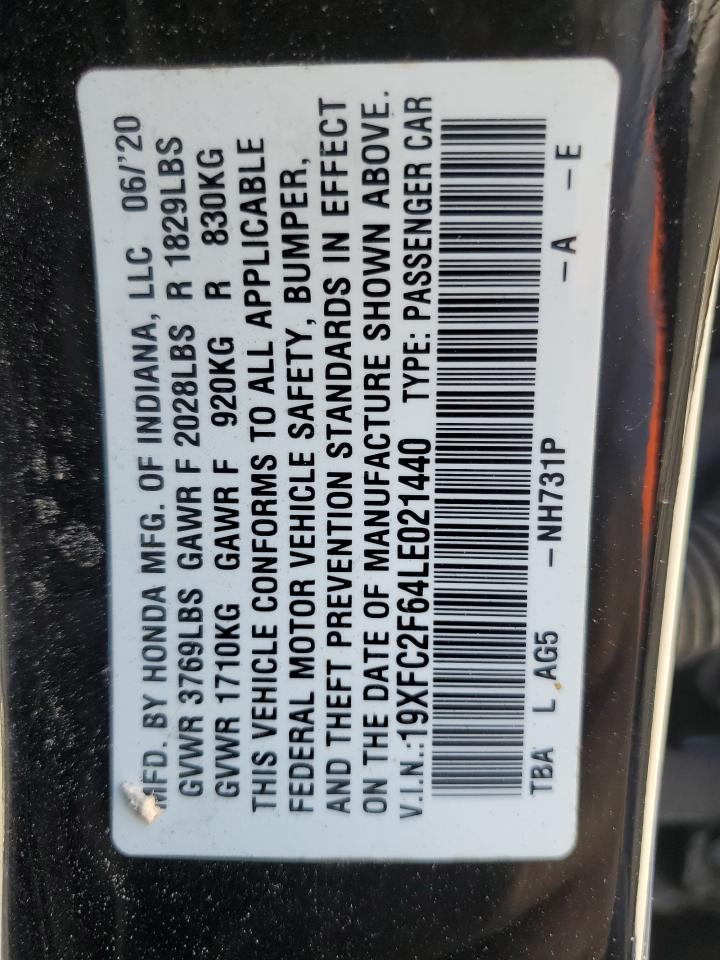 MFD. BY HONDA MFG. OF INDIANA, LLC 06/'20
GVWR 3769LBS GAWR F 2028LBS R 1829LBS
GVWR 1710KG GAWR F 920KG R 830KG
THIS VEHICLE CONFORMS TO ALL APPLICABLE
FEDERAL MOTOR VEHICLE SAFETY, BUMPER,
AND THEFT PREVENTION STANDARDS IN EFFECT
ON THE DATE OF MANUFACTURE SHOWN ABOVE.
V.I.N.:19XFC2F64LE021440 TYPE: PASSENGER CAR
TBA L AG5 –NH731P –A –E